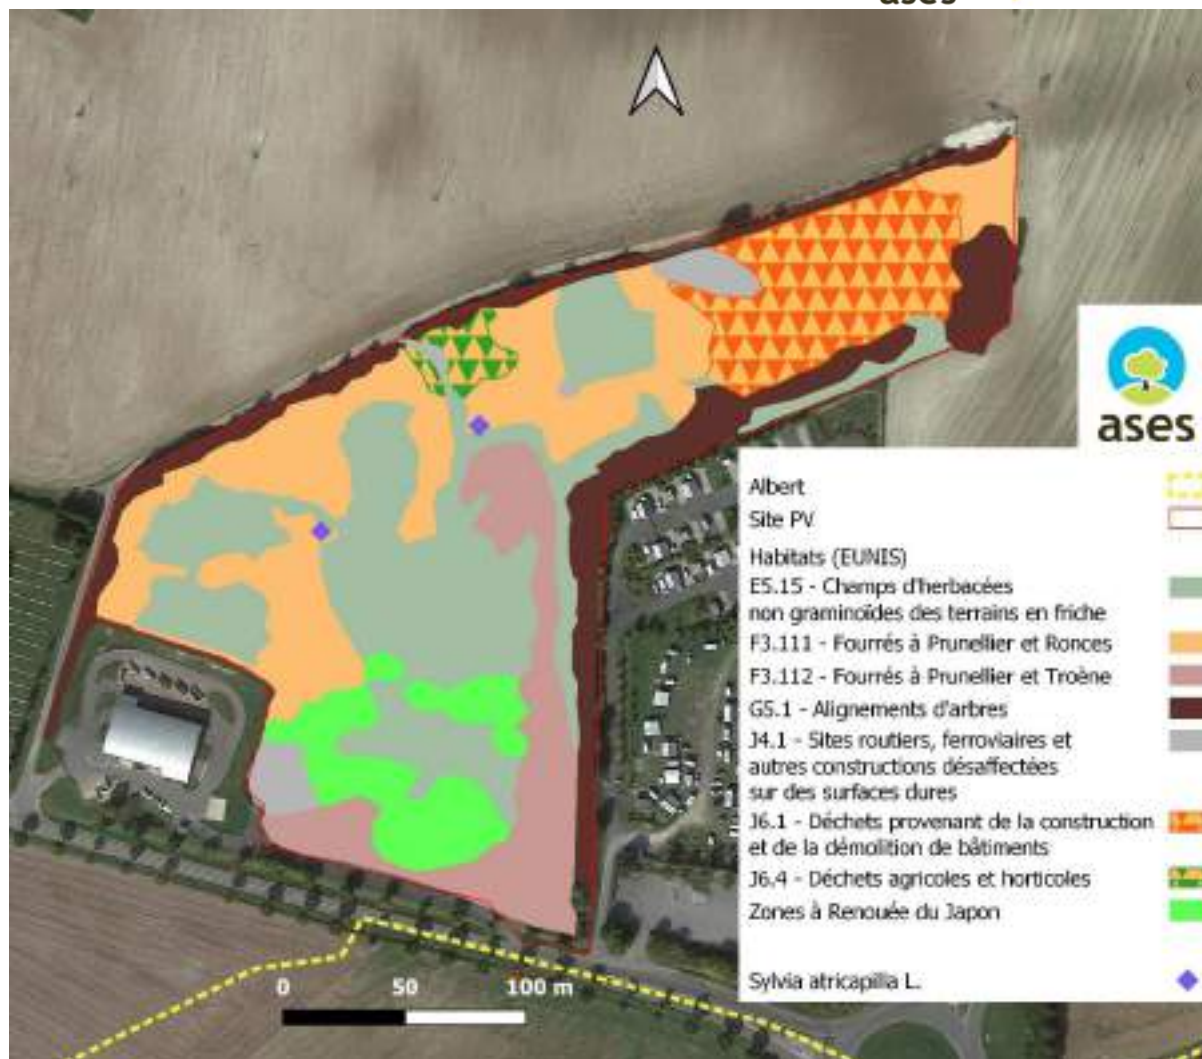 ases
ases
Albert
Site PV
Habitats (EUNIS)
E5.15 - Champs d'herbacées
non graminoïdes des terrains en friche
F3.111 - Fourrés à Prunellier et Ronces
F3.112 - Fourrés à Prunellier et Troène
G5.1 - Alignements d'arbres
J4.1 - Sites routiers, ferroviaires et
autres constructions désaffectées
sur des surfaces dures
J6.1 - Déchets provenant de la construction
et de la démolition de bâtiments
J6.4 - Déchets agricoles et horticoles
Zones à Renouée du Japon
Sylvia atricapilla L.
0 50 100 m